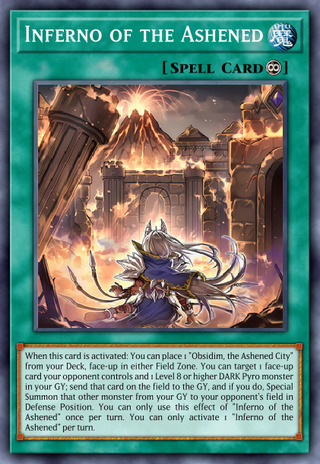 Inferno of the Ashened
魔
[Spell Card]
When this card is activated: You can place 1 "Obsidim, the Ashened City"
from your Deck, face-up in either Field Zone. You can target 1 face-up
card your opponent controls and 1 Level 8 or higher DARK Pyro monster
in your GY; send that card on the field to the GY, and if you do, Special
Summon that other monster from your GY to your opponent's field in
Defense Position. You can only use this effect of "Inferno of the
Ashened" once per turn. You can only activate 1 "Inferno of the
Ashened" per turn.